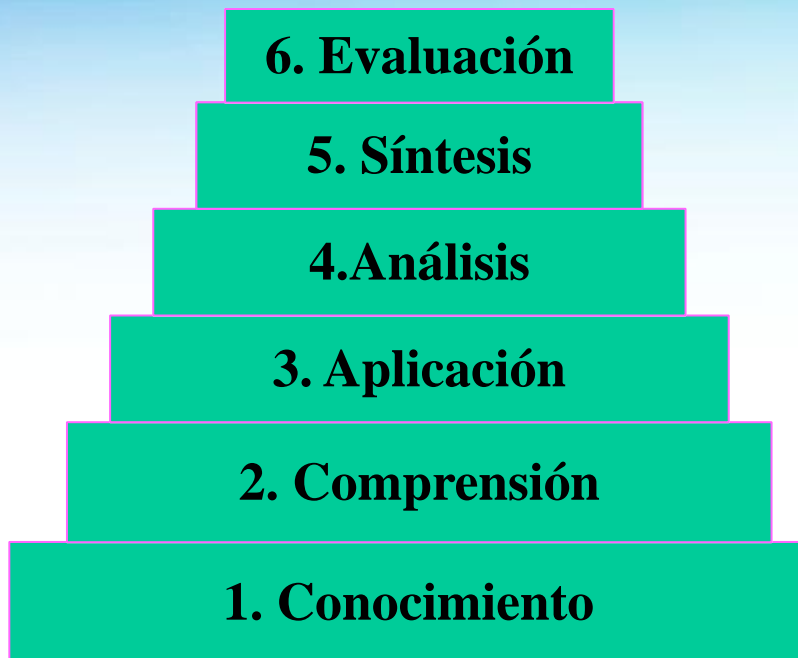 6. Evaluación
5. Síntesis
4.Análisis
3. Aplicación
2. Comprensión
1. Conocimiento